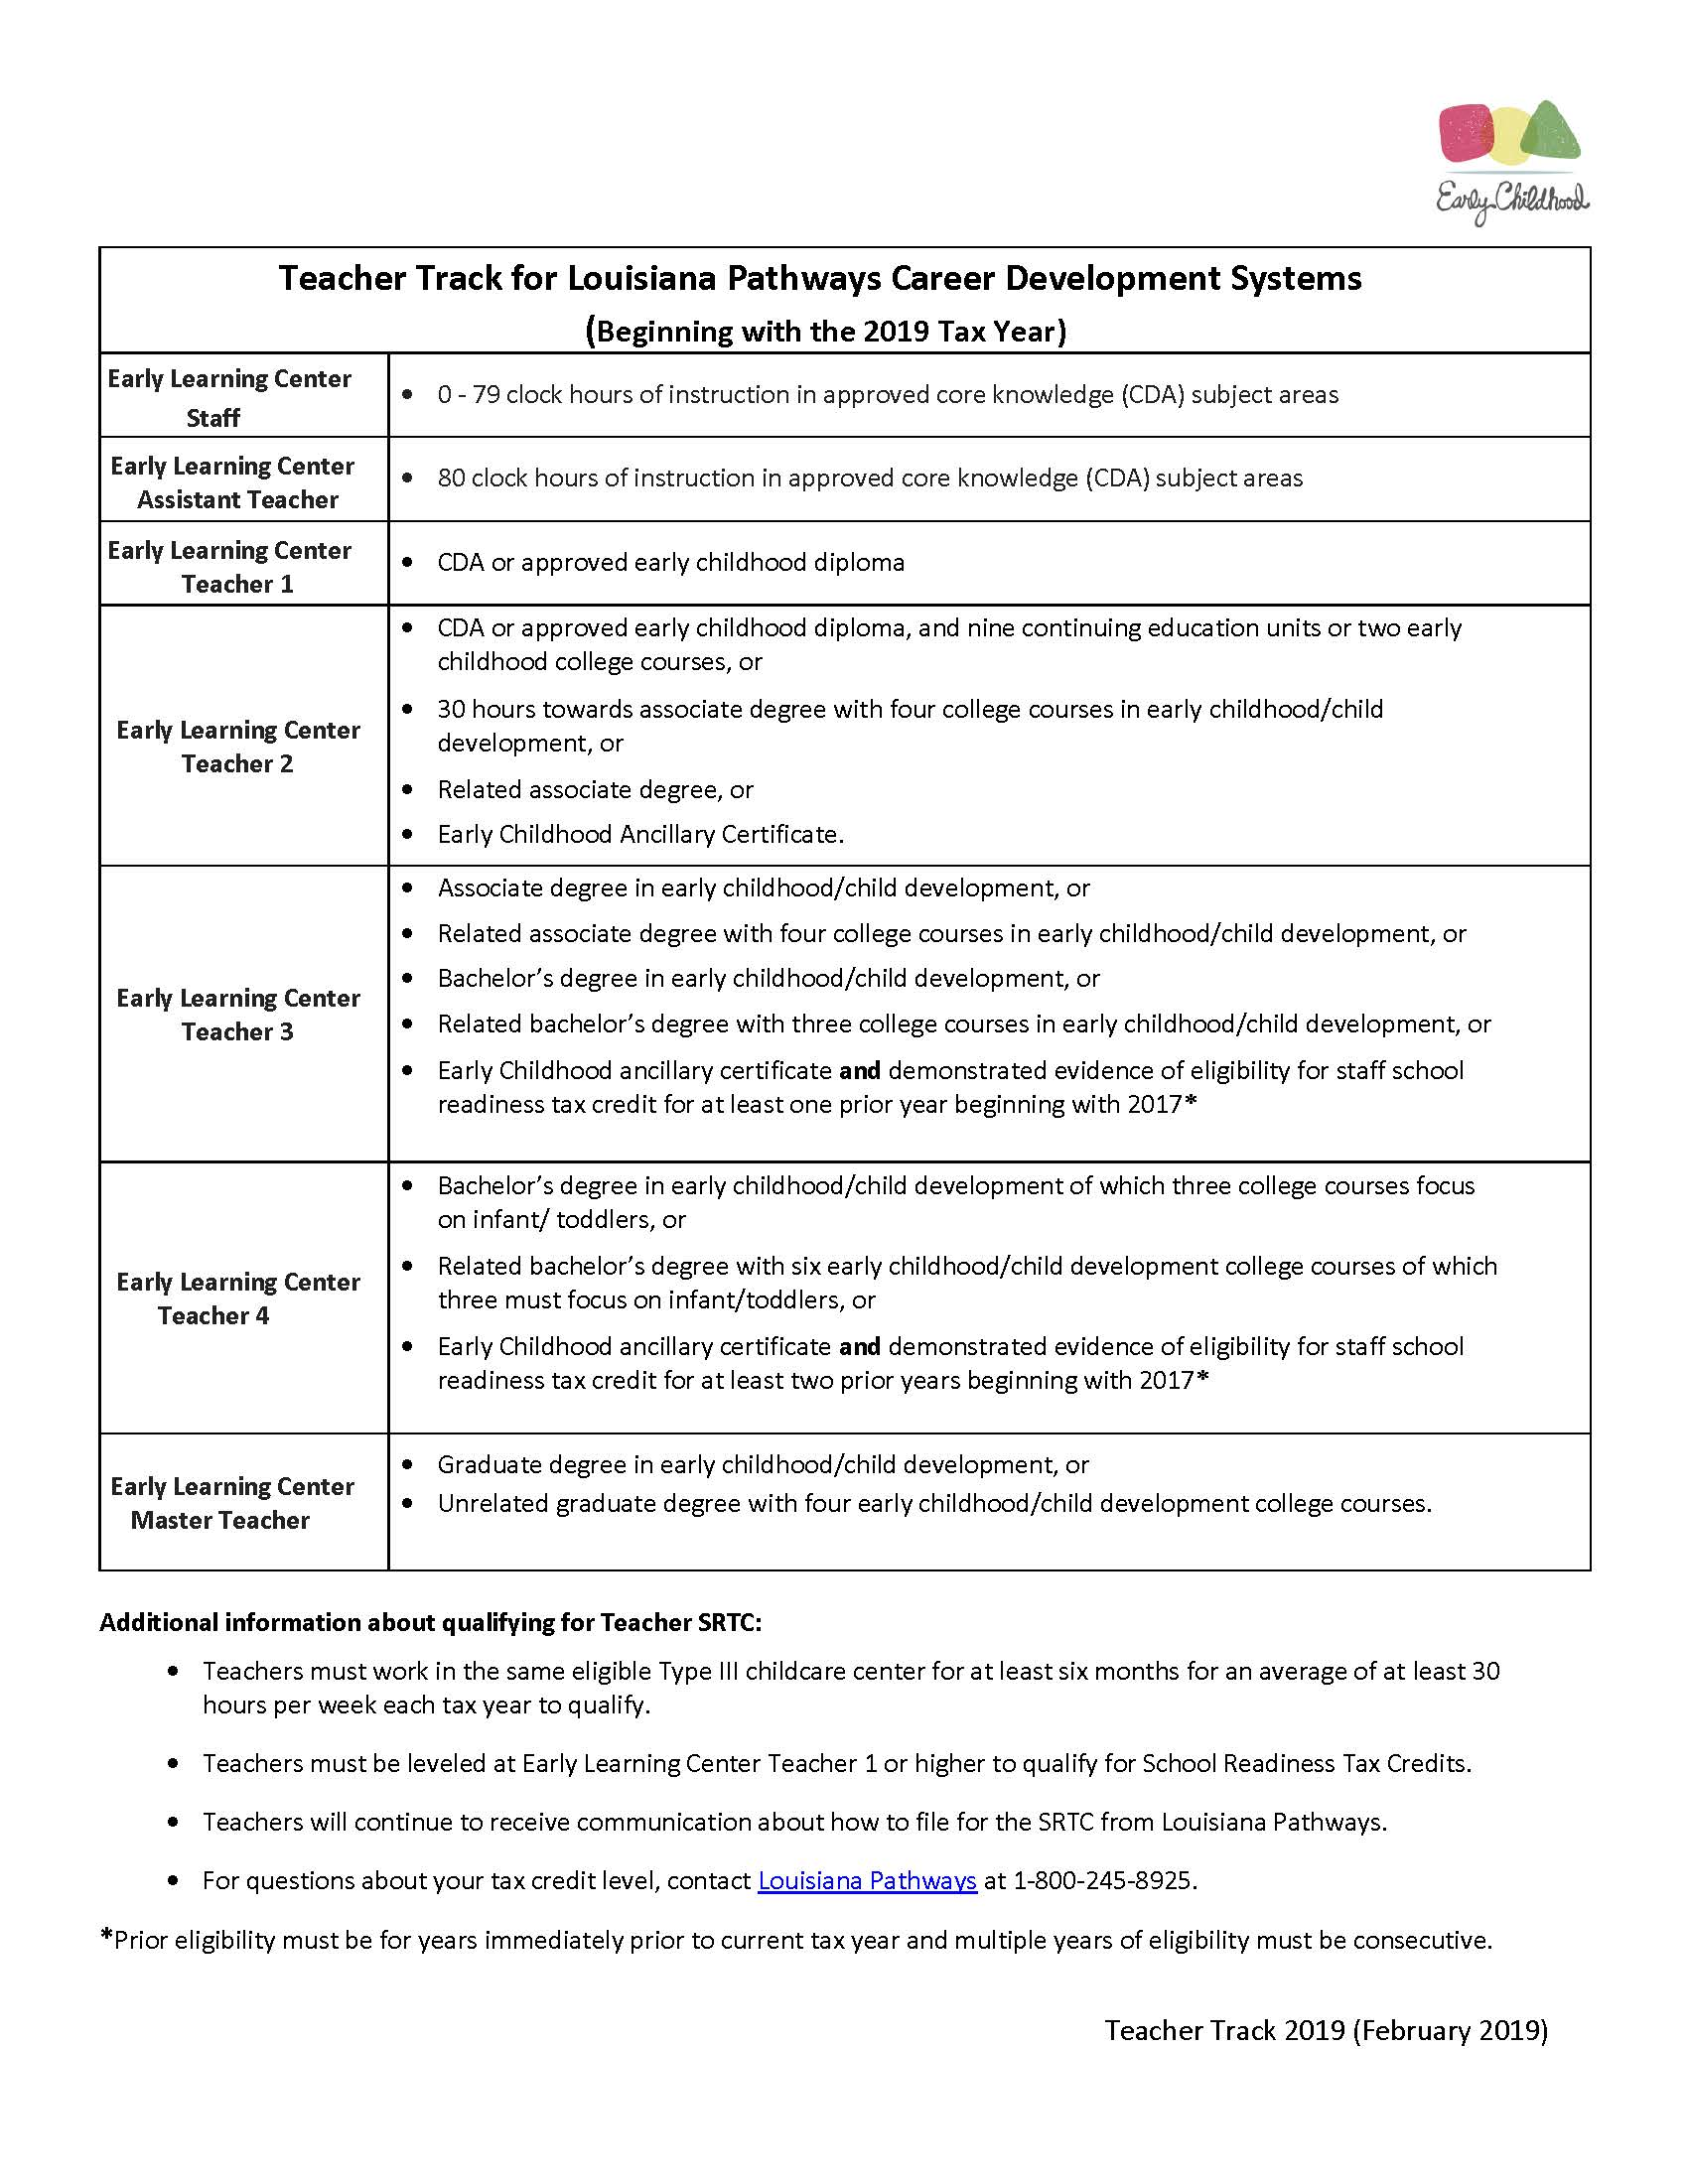 Early Childhood
Teacher Track for Louisiana Pathways Career Development Systems
(Beginning with the 2019 Tax Year)
Early Learning Center
Staff
• 0 - 79 clock hours of instruction in approved core knowledge (CDA) subject areas
Early Learning Center
Assistant Teacher
• 80 clock hours of instruction in approved core knowledge (CDA) subject areas
Early Learning Center
Teacher 1
• CDA or approved early childhood diploma
Early Learning Center
Teacher 2
• CDA or approved early childhood diploma, and nine continuing education units or two early
childhood college courses, or
• 30 hours towards associate degree with four college courses in early childhood/child
development, or
• Related associate degree, or
• Early Childhood Ancillary Certificate.
Early Learning Center
Teacher 3
• Associate degree in early childhood/child development, or
• Related associate degree with four college courses in early childhood/child development, or
• Bachelor’s degree in early childhood/child development, or
• Related bachelor’s degree with three college courses in early childhood/child development, or
• Early Childhood ancillary certificate and demonstrated evidence of eligibility for staff school
readiness tax credit for at least one prior year beginning with 2017*
Early Learning Center
Teacher 4
• Bachelor’s degree in early childhood/child development of which three college courses focus
on infant/ toddlers, or
• Related bachelor’s degree with six early childhood/child development college courses of which
three must focus on infant/toddlers, or
• Early Childhood ancillary certificate and demonstrated evidence of eligibility for staff school
readiness tax credit for at least two prior years beginning with 2017*
Early Learning Center
Master Teacher
• Graduate degree in early childhood/child development, or
• Unrelated graduate degree with four early childhood/child development college courses.
Additional information about qualifying for Teacher SRTC:
• Teachers must work in the same eligible Type III childcare center for at least six months for an average of at least 30
hours per week each tax year to qualify.
• Teachers must be leveled at Early Learning Center Teacher 1 or higher to qualify for School Readiness Tax Credits.
• Teachers will continue to receive communication about how to file for the SRTC from Louisiana Pathways.
• For questions about your tax credit level, contact Louisiana Pathways at 1-800-245-8925.
*Prior eligibility must be for years immediately prior to current tax year and multiple years of eligibility must be consecutive.
Teacher Track 2019 (February 2019)